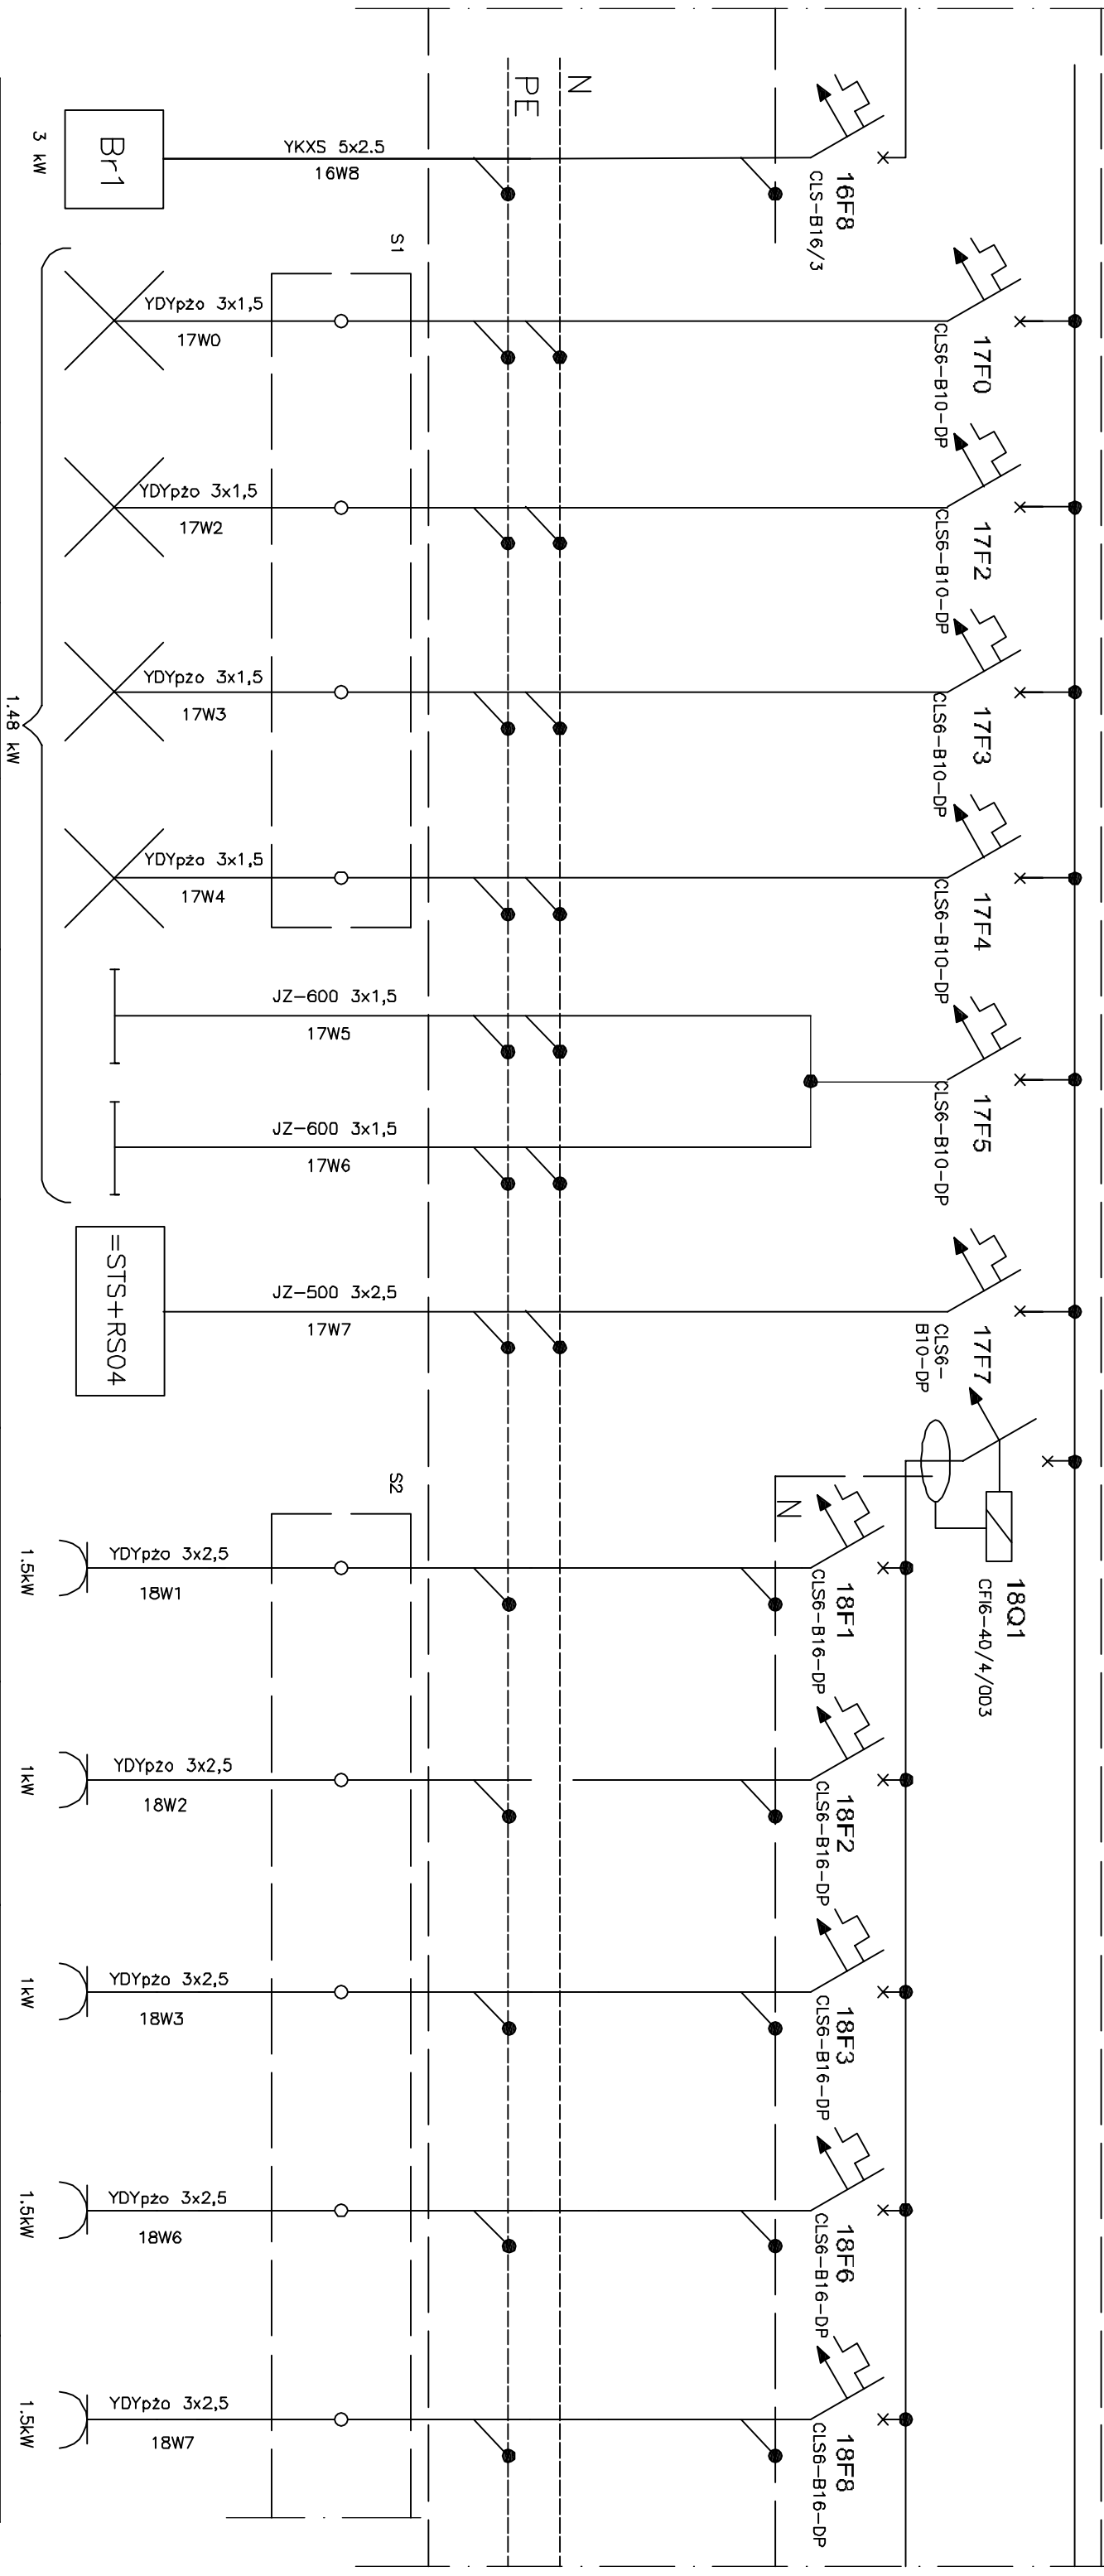 N
PE
16F8
CLS-B16/3
YKXS 5x2.5
16W8
Br1
3 kW
S1
17F0
CLS6-B10-DP
YDYpżo 3x1,5
17W0
17F2
CLS6-B10-DP
YDYpżo 3x1,5
17W2
17F3
CLS6-B10-DP
YDYpżo 3x1,5
17W3
17F4
CLS6-B10-DP
YDYpżo 3x1,5
17W4
17F5
CLS6-B10-DP
JZ-600 3x1,5
17W5
JZ-600 3x1,5
17W6
1.48 kW
17F7
CLS6-
B10-DP
JZ-500 3x2,5
17W7
=STS+RS04
18Q1
CFI6-40/4/003
N
S2
18F1
CLS6-B16-DP
YDYpżo 3x2,5
18W1
1.5kW
18F2
CLS6-B16-DP
YDYpżo 3x2,5
18W2
1kW
18F3
CLS6-B16-DP
YDYpżo 3x2,5
18W3
1kW
18F6
CLS6-B16-DP
YDYpżo 3x2,5
18W6
1.5kW
18F8
CLS6-B16-DP
YDYpżo 3x2,5
18W7
1.5kW